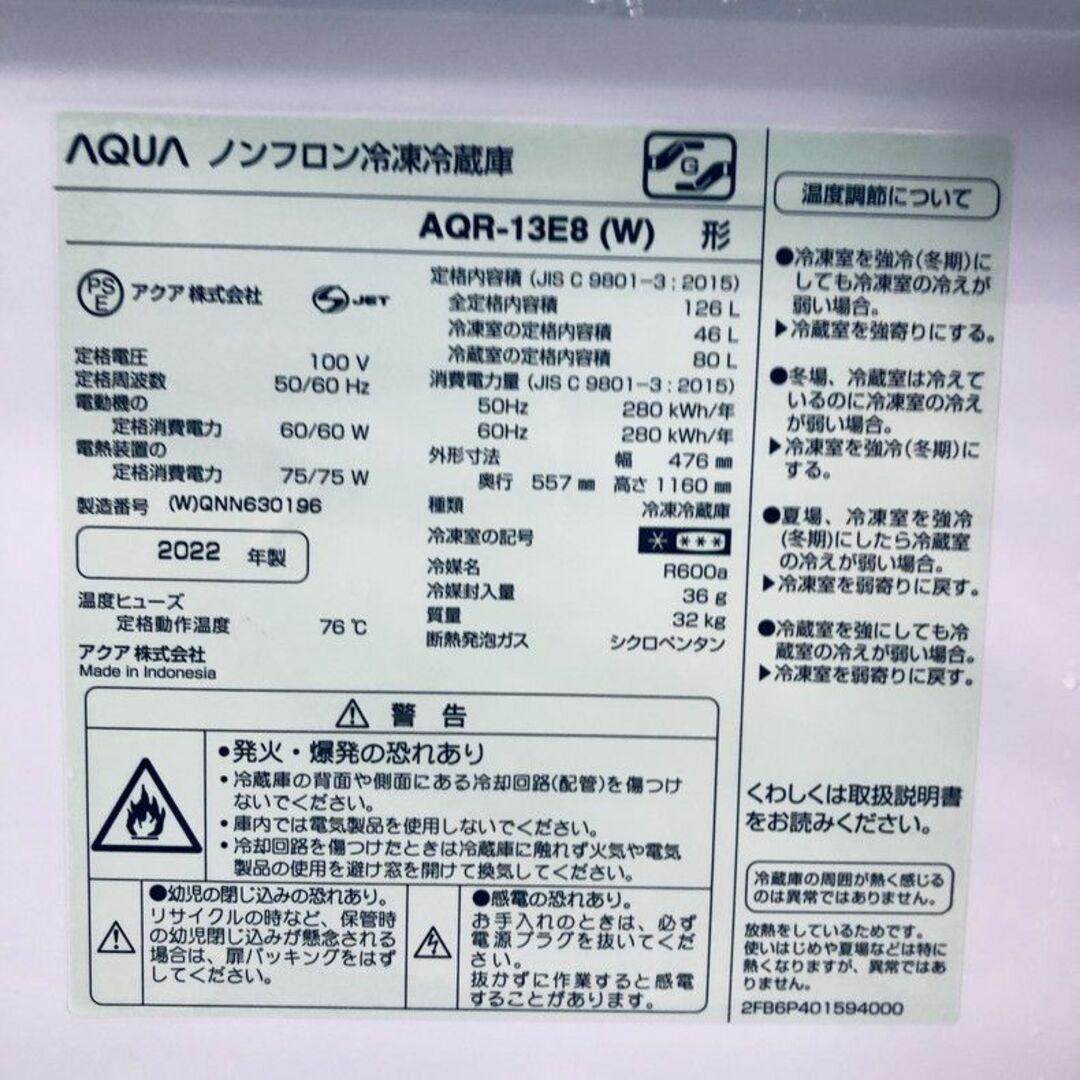 AQUA ノンフロン冷凍冷蔵庫
G
AQR-13E8 (W) 形
PS
E
アクア 株式会社
JET
定格電圧 100 V
定格周波数 50/60 Hz
電動機の
定格消費電力 60/60 W
電熱装置の
定格消費電力 75/75 W
製造番号 (W)QNN630196
2022 年製
温度ヒューズ
定格動作温度 76 ℃
アクア 株式会社
Made in Indonesia
定格内容積 (JIS C 9801-3 : 2015)
全定格内容積 126 L
冷凍室の定格内容積 46 L
冷蔵室の定格内容積 80 L
消費電力量 (JIS C 9801-3 : 2015)
50Hz 280 kWh/年
60Hz 280 kWh/年
外形寸法 幅 476 ㎜
奥行 557 ㎜ 高さ 1160 ㎜
種類 冷凍冷蔵庫
冷凍室の記号 * ***
冷媒名 R600a
冷媒封入量 36 g
質量 32 kg
断熱発泡ガス シクロペンタン
警 告
•発火・爆発の恐れあり
•冷蔵庫の背面や側面にある冷却回路(配管)を傷つけ
ないでください。
•庫内では電気製品を使用しないでください。
•冷却回路を傷つけたときは冷蔵庫に触れず火気や電気
製品の使用を避け窓を開けて換気してください。
●幼児の閉じ込みの恐れあり。
リサイクルの時など、保管時
の幼児閉じ込みが懸念される
場合は、扉パッキングをはず
してください。
●感電の恐れあり。
お手入れのときは、必ず
電源プラグを抜いてくだ
さい。
抜かずに作業すると感電
することがあります。
温度調節について
●冷凍室を強冷(冬期)に
しても冷凍室の冷えが
弱い場合。
▶冷蔵室を強寄りにする。
●冬場、冷蔵室は冷えて
いるのに冷凍室の冷え
が弱い場合。
▶冷凍室を強冷(冬期)に
する。
●夏場、冷凍室を強冷
(冬期)にしたら冷蔵室
の冷えが弱い場合。
▶冷凍室を弱寄りに戻す。
●冷蔵室を強にしても冷
蔵室の冷えが弱い場合。
▶冷凍室を弱寄りに戻す。
くわしくは取扱説明書
をお読みください。
冷蔵庫の周囲が熱く感じる
のは異常ではありません。
放熱をしているためです。
使いはじめや夏場などは特に
熱くなりますが、異常ではあ
りません。
2FB6P401594000